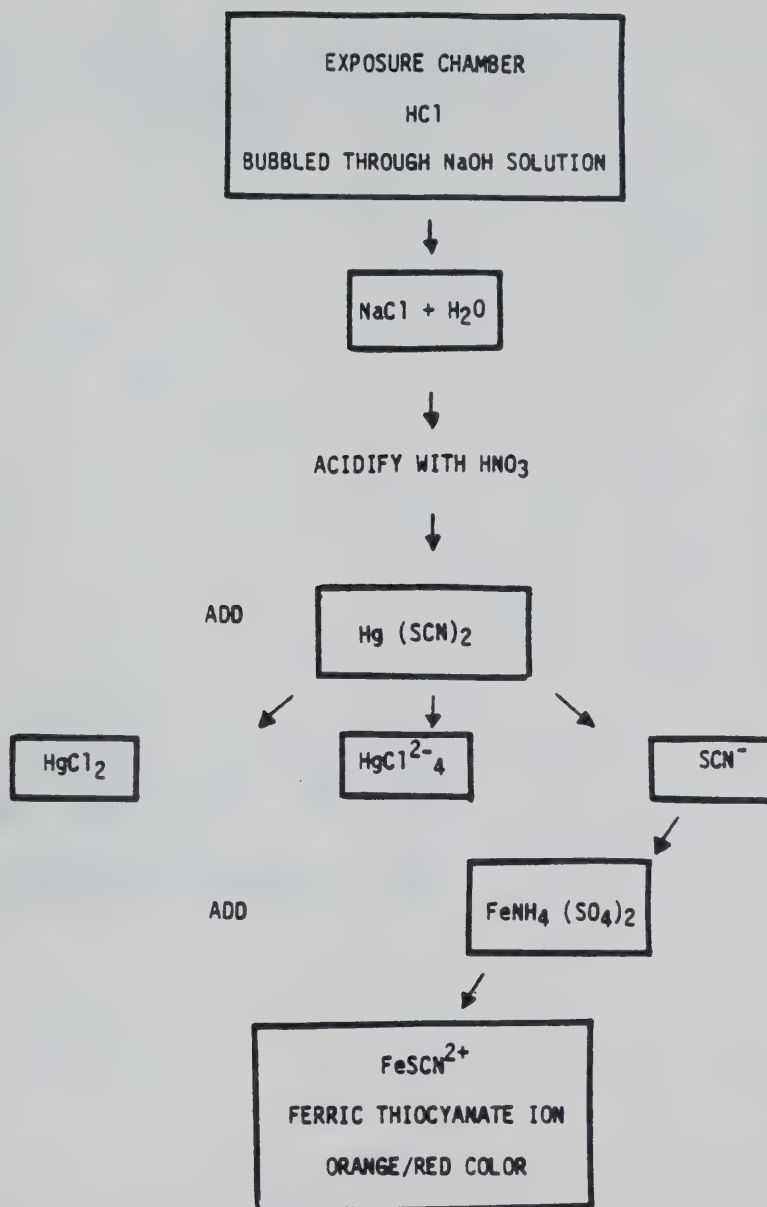 EXPOSURE CHAMBER
HCl
BUBBLED THROUGH NaOH SOLUTION
NaCl + H₂O
ACIDIFY WITH HNO₃
ADD
Hg (SCN)₂
HgCl₂
HgCl²⁻₄
SCN⁻
ADD
FeNH₄ (SO₄)₂
FeSCN²⁺
FERRIC THIOCYANATE ION
ORANGE/RED COLOR